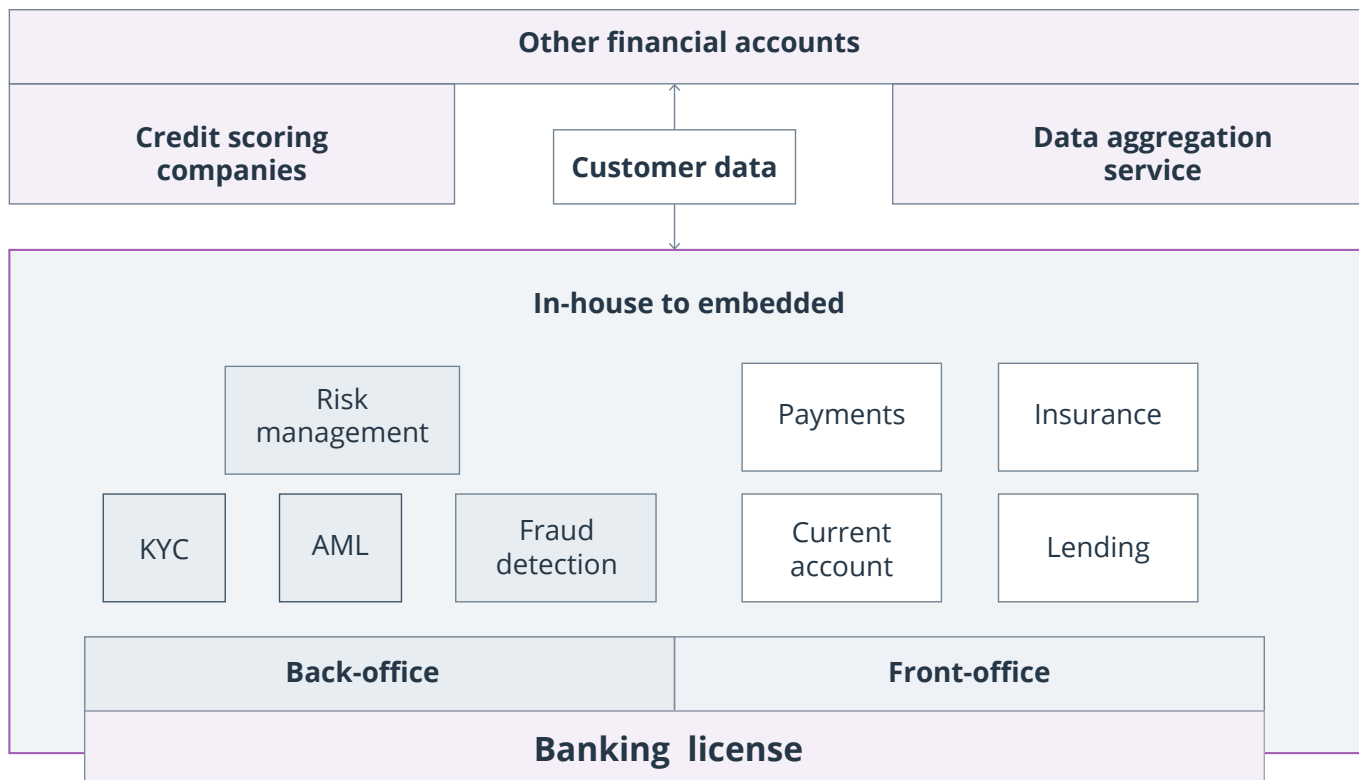 Other financial accounts
Credit scoring
companies
Customer data
Data aggregation
service
In-house to embedded
Risk
management
Payments
Insurance
KYC
AML
Fraud
detection
Current
account
Lending
Back-office
Front-office
Banking license